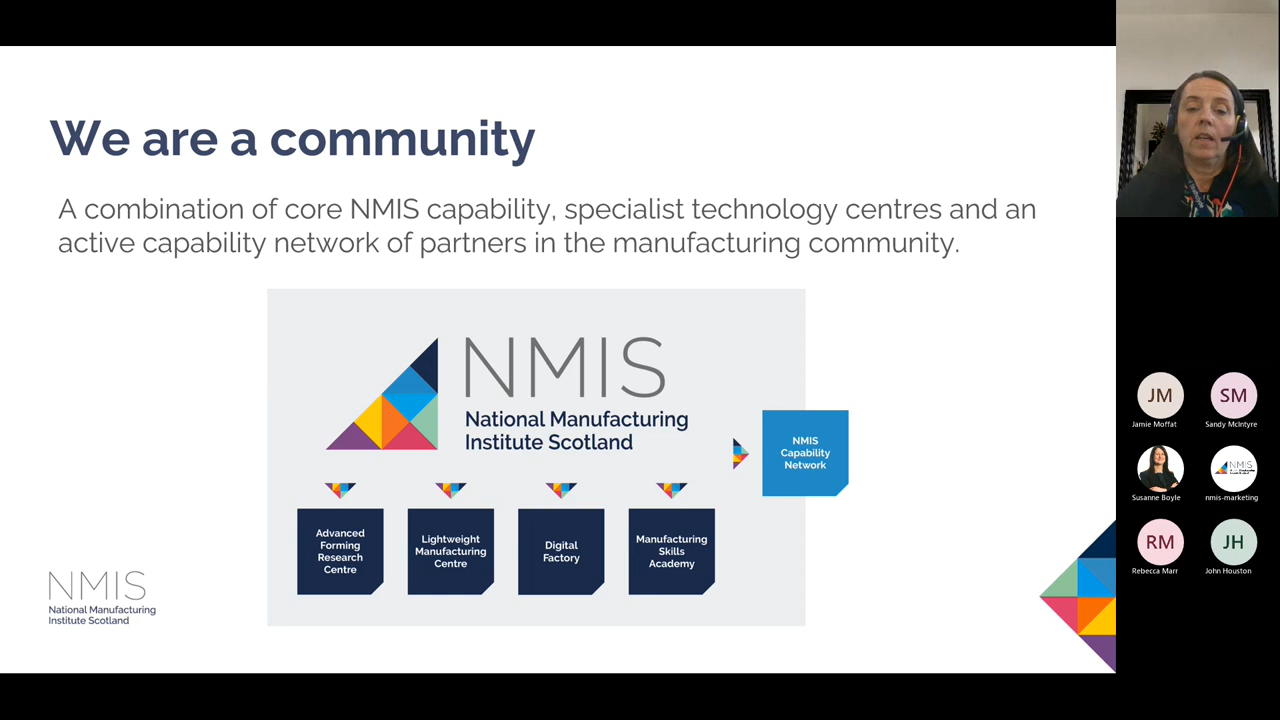 We are a community
A combination of core NMIS capability, specialist technology centres and an
active capability network of partners in the manufacturing community.
NMIS
National Manufacturing
Institute Scotland
NMIS
Capability
Network
Advanced
Forming
Research
Centre
Lightweight
Manufacturing
Centre
Digital
Factory
Manufacturing
Skills
Academy
NMIS
National Manufacturing
Institute Scotland
JM
Jamie Moffat
SM
Sandy McIntyre
Susanne Boyle
NMIS
nmis-marketing
RM
Rebecca Marr
JH
John Houston